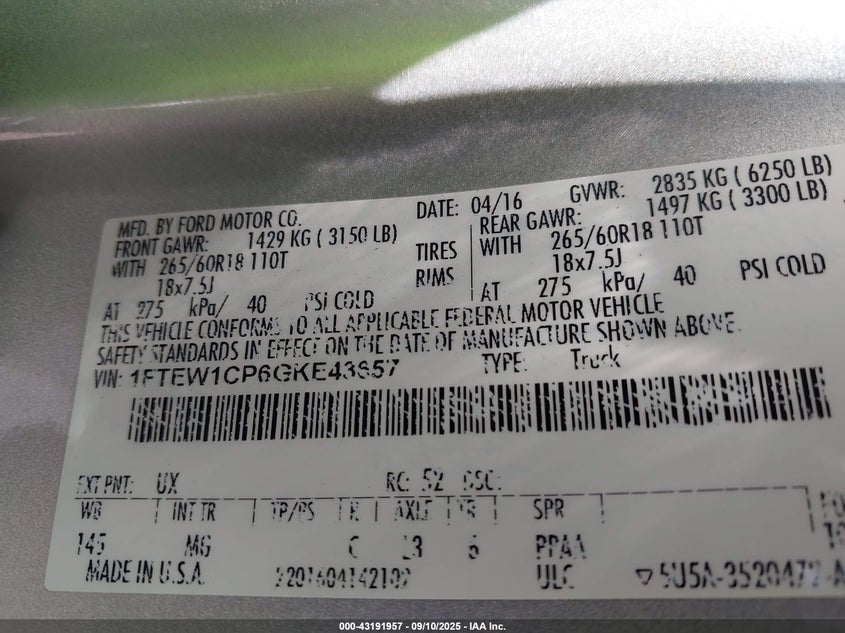 MFD. BY FORD MOTOR CO.
DATE: 04/16
GVWR: 2835 KG ( 6250 LB)
FRONT GAWR: 1429 KG ( 3150 LB)
REAR GAWR: 1497 KG ( 3300 LB)
WITH 265/60R18 110T TIRES WITH 265/60R18 110T
18x7.5J RIMS 18x7.5J
AT 275 kPa/ 40 PSI COLD AT 275 kPa/ 40 PSI COLD
THIS VEHICLE CONFORMS TO ALL APPLICABLE FEDERAL MOTOR VEHICLE
SAFETY STANDARDS IN EFFECT ON THE DATE OF MANUFACTURE SHOWN ABOVE.
VIN: TYPE: Truck
EXT PNT: UX RC: 52 DSO:
WB INT TR TP/PS R AXLE TR SPR
145 MG 6 PPAA
MADE IN U.S.A. ULC
000-43191957 - 09/10/2025 - IAA Inc.